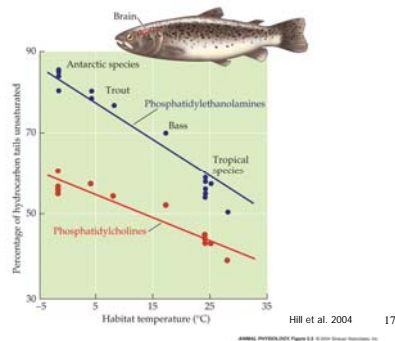 Brain
90
Antarctic species
Trout
Phosphatidylethanolamines
70
Bass
Tropical
species
50
Phosphatidylcholines
30
–5
5
15
25
35
Percentage of hydrocarbon tails unsaturated
Habitat temperature (°C)
Hill et al. 2004
17
ANIMAL PHYSIOLOGY, Figure 3.3 © 2004 Sinauer Associates, Inc.